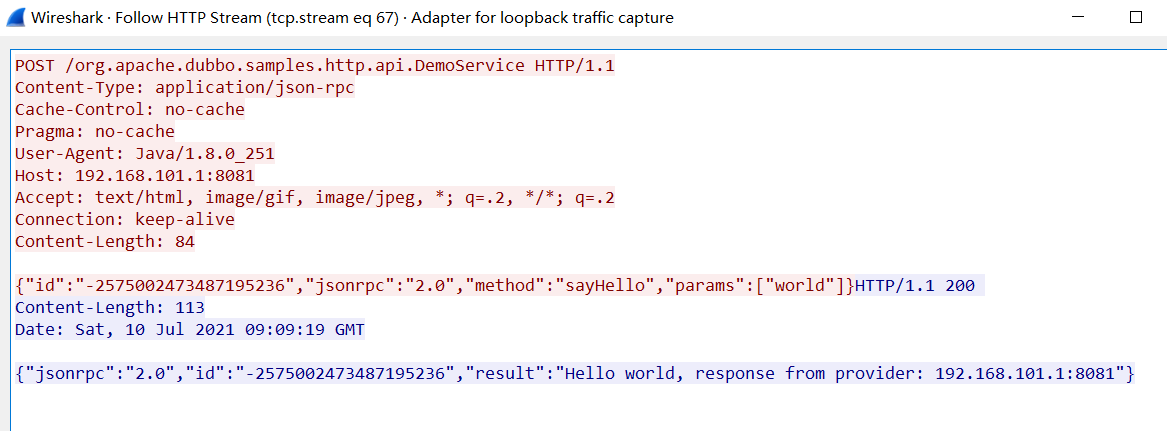 Wireshark · Follow HTTP Stream (tcp.stream eq 67) · Adapter for loopback traffic capture
POST /org.apache.dubbo.samples.http.api.DemoService HTTP/1.1
Content-Type: application/json-rpc
Cache-Control: no-cache
Pragma: no-cache
User-Agent: Java/1.8.0_251
Host: 192.168.101.1:8081
Accept: text/html, image/gif, image/jpeg, *; q=.2, */*; q=.2
Connection: keep-alive
Content-Length: 84
{"id":"-2575002473487195236","jsonrpc":"2.0","method":"sayHello","params":["world"]}HTTP/1.1 200
Content-Length: 113
Date: Sat, 10 Jul 2021 09:09:19 GMT
{"jsonrpc":"2.0","id":"-2575002473487195236","result":"Hello world, response from provider: 192.168.101.1:8081"}